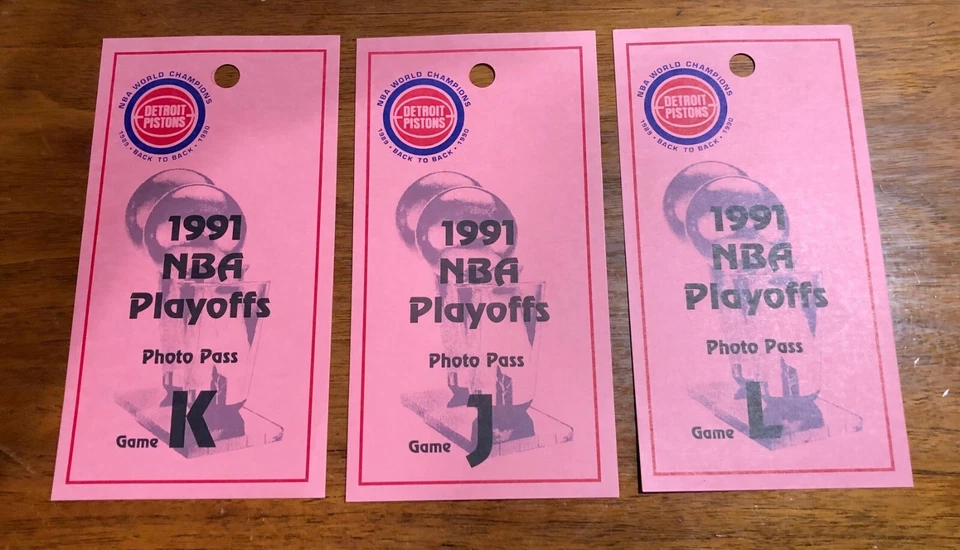 NBA WORLD CHAMPIONS
DETROIT
PISTONS
1989 • BACK TO BACK • 1990
1991
NBA
Playoffs
Photo Pass
Game K
NBA WORLD CHAMPIONS
DETROIT
PISTONS
1989 • BACK TO BACK • 1990
1991
NBA
Playoffs
Photo Pass
Game J
NBA WORLD CHAMPIONS
DETROIT
PISTONS
1989 • BACK TO BACK • 1990
1991
NBA
Playoffs
Photo Pass
Game L